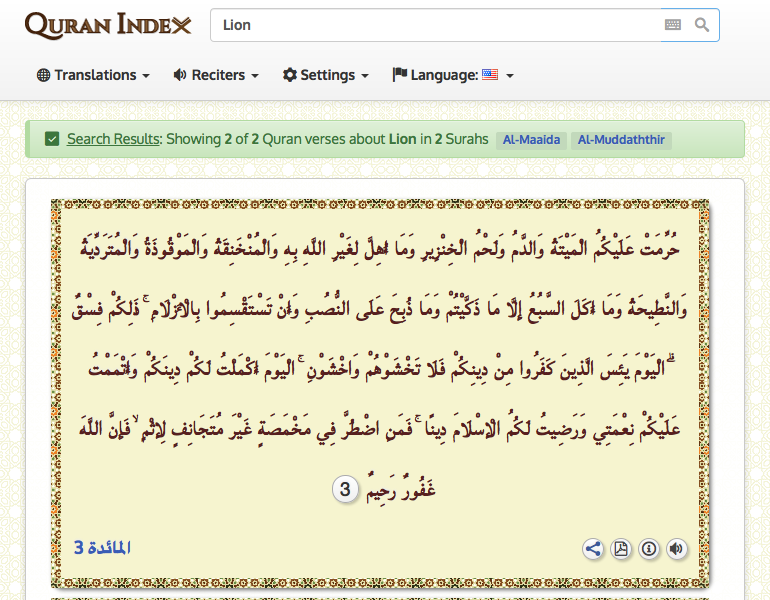 QURAN INDEX
Lion
Translations
Reciters
Settings
Language:
Search Results: Showing 2 of 2 Quran verses about Lion in 2 Surahs Al-Maaida Al-Muddaththir
حُرِّمَتْ عَلَيْكُمُ الْمَيْتَةُ وَالدَّمُ وَلَحْمُ الْخِنْزِيرِ وَمَا أُهِلَّ لِغَيْرِ اللَّهِ بِهِ وَالْمُنْخَنِقَةُ وَالْمَوْقُوذَةُ وَالْمُتَرَدِّيَةُ
وَالنَّطِيحَةُ وَمَا أَكَلَ السَّبُعُ إِلَّا مَا ذَكَّيْتُمْ وَمَا ذُبِحَ عَلَى النُّصُبِ وَأَنْ تَسْتَقْسِمُوا بِالْأَزْلَامِ ۚ ذَلِكُمْ فِسْقٌ
ۗ الْيَوْمَ يَئِسَ الَّذِينَ كَفَرُوا مِنْ دِينِكُمْ فَلَا تَخْشَوْهُمْ وَاخْشَوْنِ ۚ الْيَوْمَ أَكْمَلْتُ لَكُمْ دِينَكُمْ وَأَتْمَمْتُ
عَلَيْكُمْ نِعْمَتِي وَرَضِيتُ لَكُمُ الْإِسْلَامَ دِينًا ۚ فَمَنِ اضْطُرَّ فِي مَخْمَصَةٍ غَيْرَ مُتَجَانِفٍ لِإِثْمٍ ۙ فَإِنَّ اللَّهَ
غَفُورٌ رَحِيمٌ 3
المائدة 3